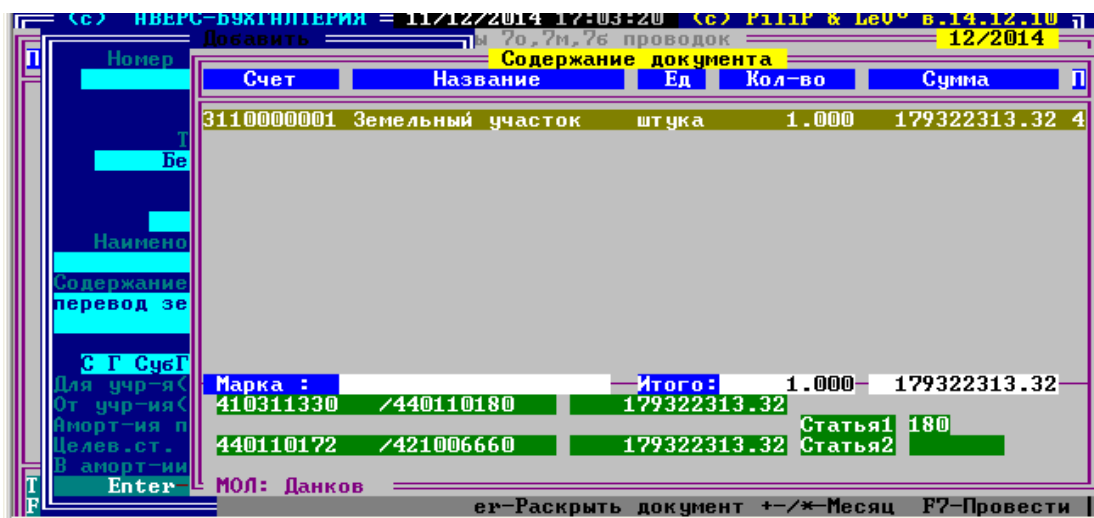 (c) АВЕРС-БУХГАЛТЕРИЯ = 11/12/2014 17:03:20 (c) PiliP & LeV° в.14.12.10
Добавить ы 7о,7м,7б проводок 12/2014
Номер Содержание документа
П Счет Название Ед Кол-во Сумма П
3110000001 Земельный участок штука 1.000 179322313.32 4
Т
Бе
Наимено
Содержание
перевод зе
С Г СубГ
Для учр-я( Марка : Итого: 1.000 179322313.32
От учр-ия( 410311330 /440110180 179322313.32
Аморт-ия п Статья1 180
Целев.ст. 440110172 /421006660 179322313.32 Статья2
В аморт-ии
Т Enter- МОЛ: Данков
F er-Раскрыть документ +-/*-Месяц F7-Провести